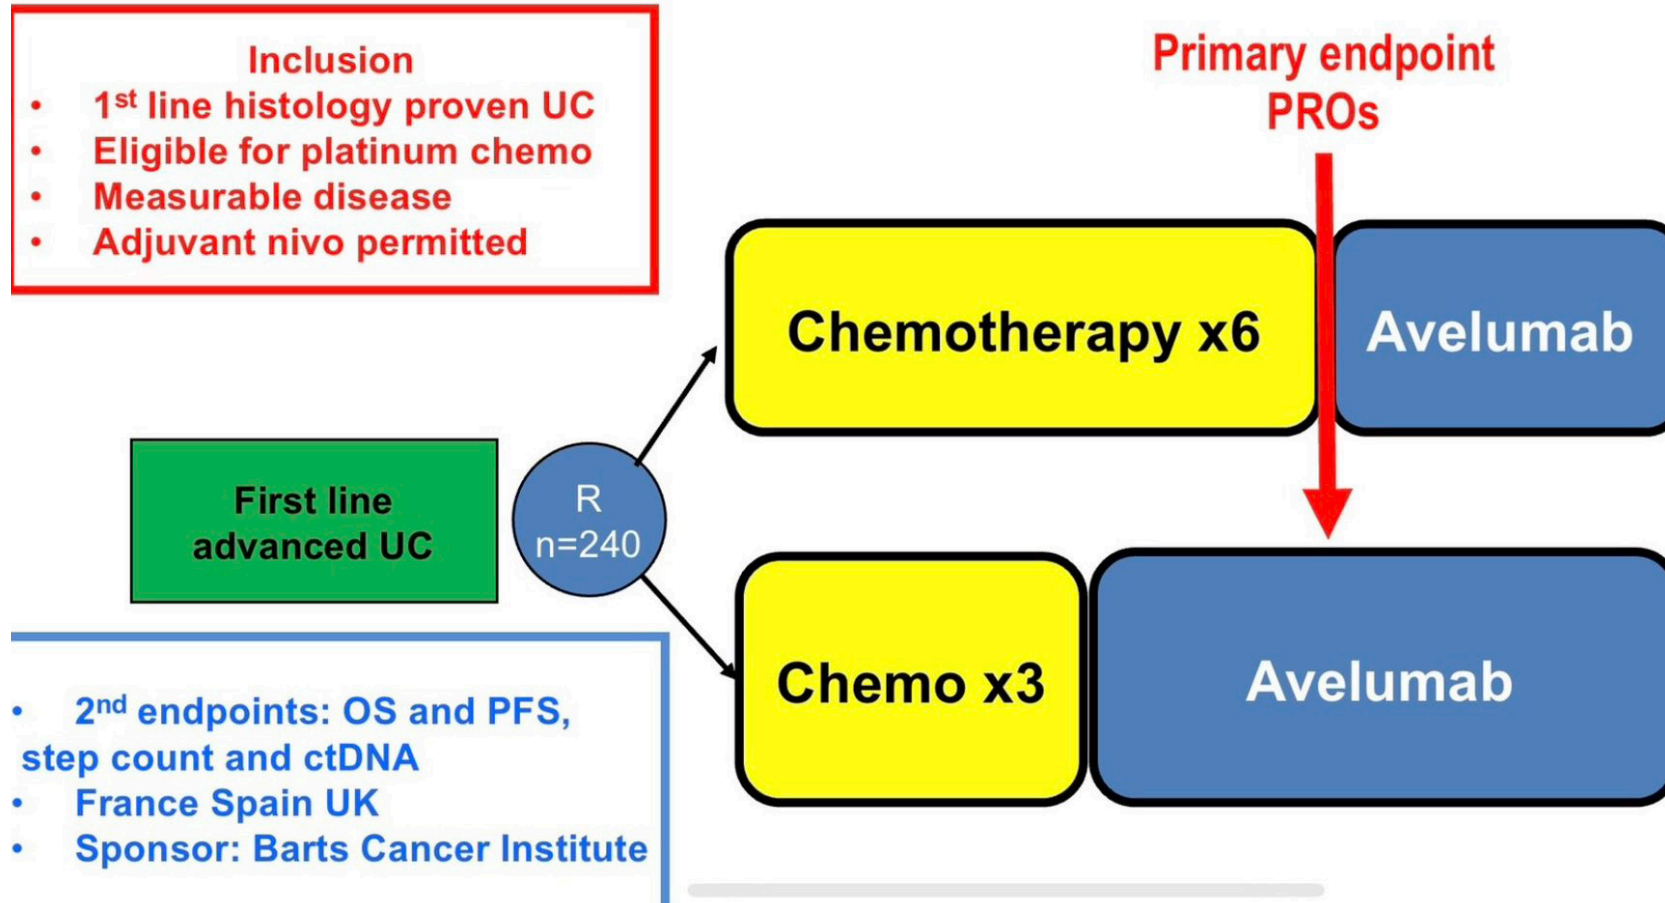 Inclusion
• 1st line histology proven UC
• Eligible for platinum chemo
• Measurable disease
• Adjuvant nivo permitted
Primary endpoint
PROs
Chemotherapy x6
Avelumab
First line
advanced UC
R
n=240
Chemo x3
Avelumab
• 2nd endpoints: OS and PFS,
step count and ctDNA
• France Spain UK
• Sponsor: Barts Cancer Institute